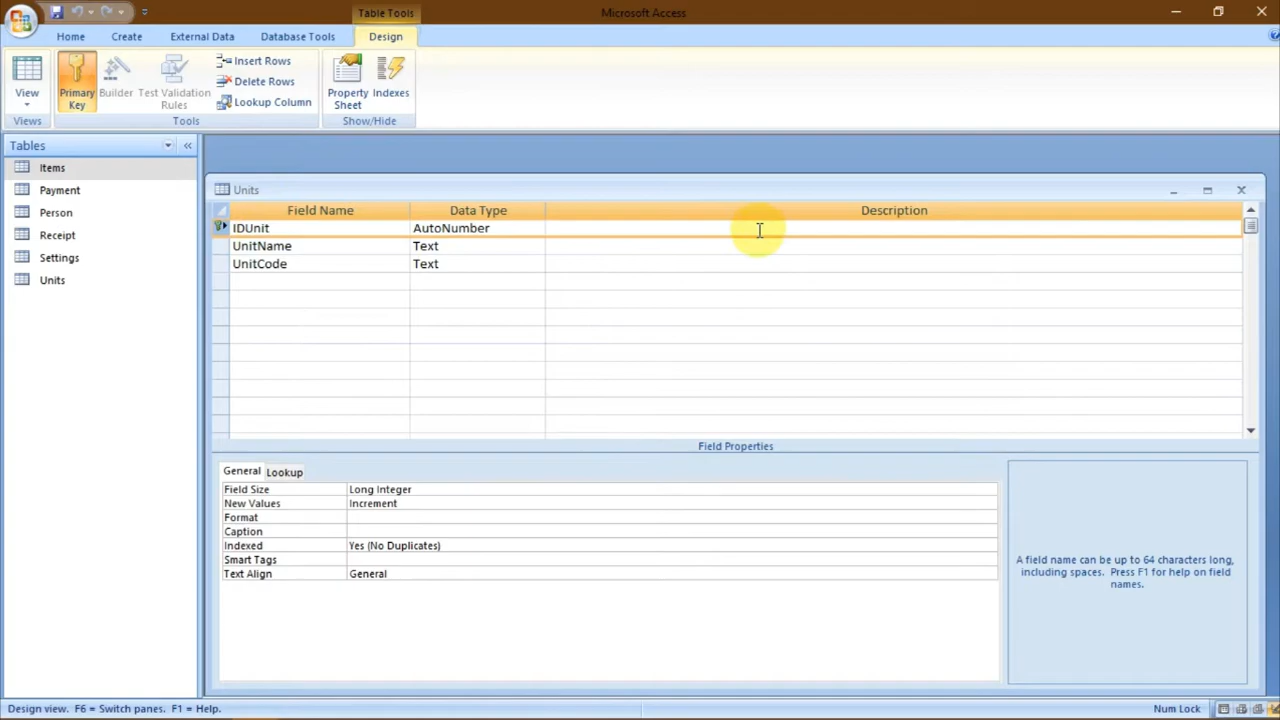 Table Tools
Microsoft Access
Home
Create
External Data
Database Tools
Design
View
Primary Key
Builder
Test Validation Rules
Insert Rows
Delete Rows
Lookup Column
Property Sheet
Indexes
Views
Tools
Show/Hide
Tables
Items
Payment
Person
Receipt
Settings
Units
Units
Field Name Data Type Description
IDUnit AutoNumber
UnitName Text
UnitCode Text
Field Properties
General Lookup
Field Size Long Integer
New Values Increment
Format
Caption
Indexed Yes (No Duplicates)
Smart Tags
Text Align General
A field name can be up to 64 characters long,
including spaces. Press F1 for help on field
names.
Design view. F6 = Switch panes. F1 = Help.
Num Lock